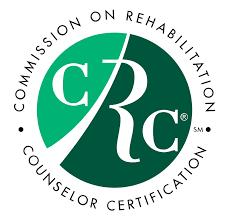 COMMISSION ON REHABILITATION
CRC®
COUNSELOR CERTIFICATION
SM